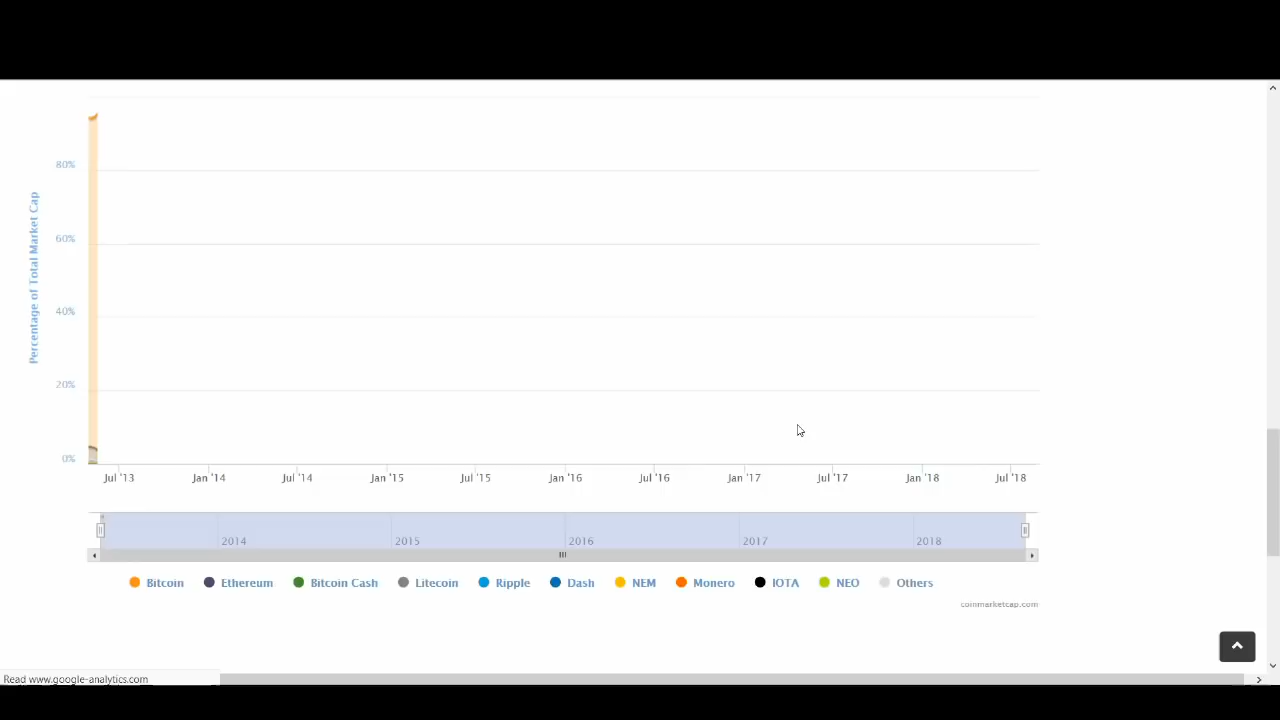 80%
60%
40%
20%
0%
Percentage of Total Market Cap
Jul '13 Jan '14 Jul '14 Jan '15 Jul '15 Jan '16 Jul '16 Jan '17 Jul '17 Jan '18 Jul '18
2014 2015 2016 2017 2018
Bitcoin Ethereum Bitcoin Cash Litecoin Ripple Dash NEM Monero IOTA NEO Others
coinmarketcap.com
Read www.google-analytics.com